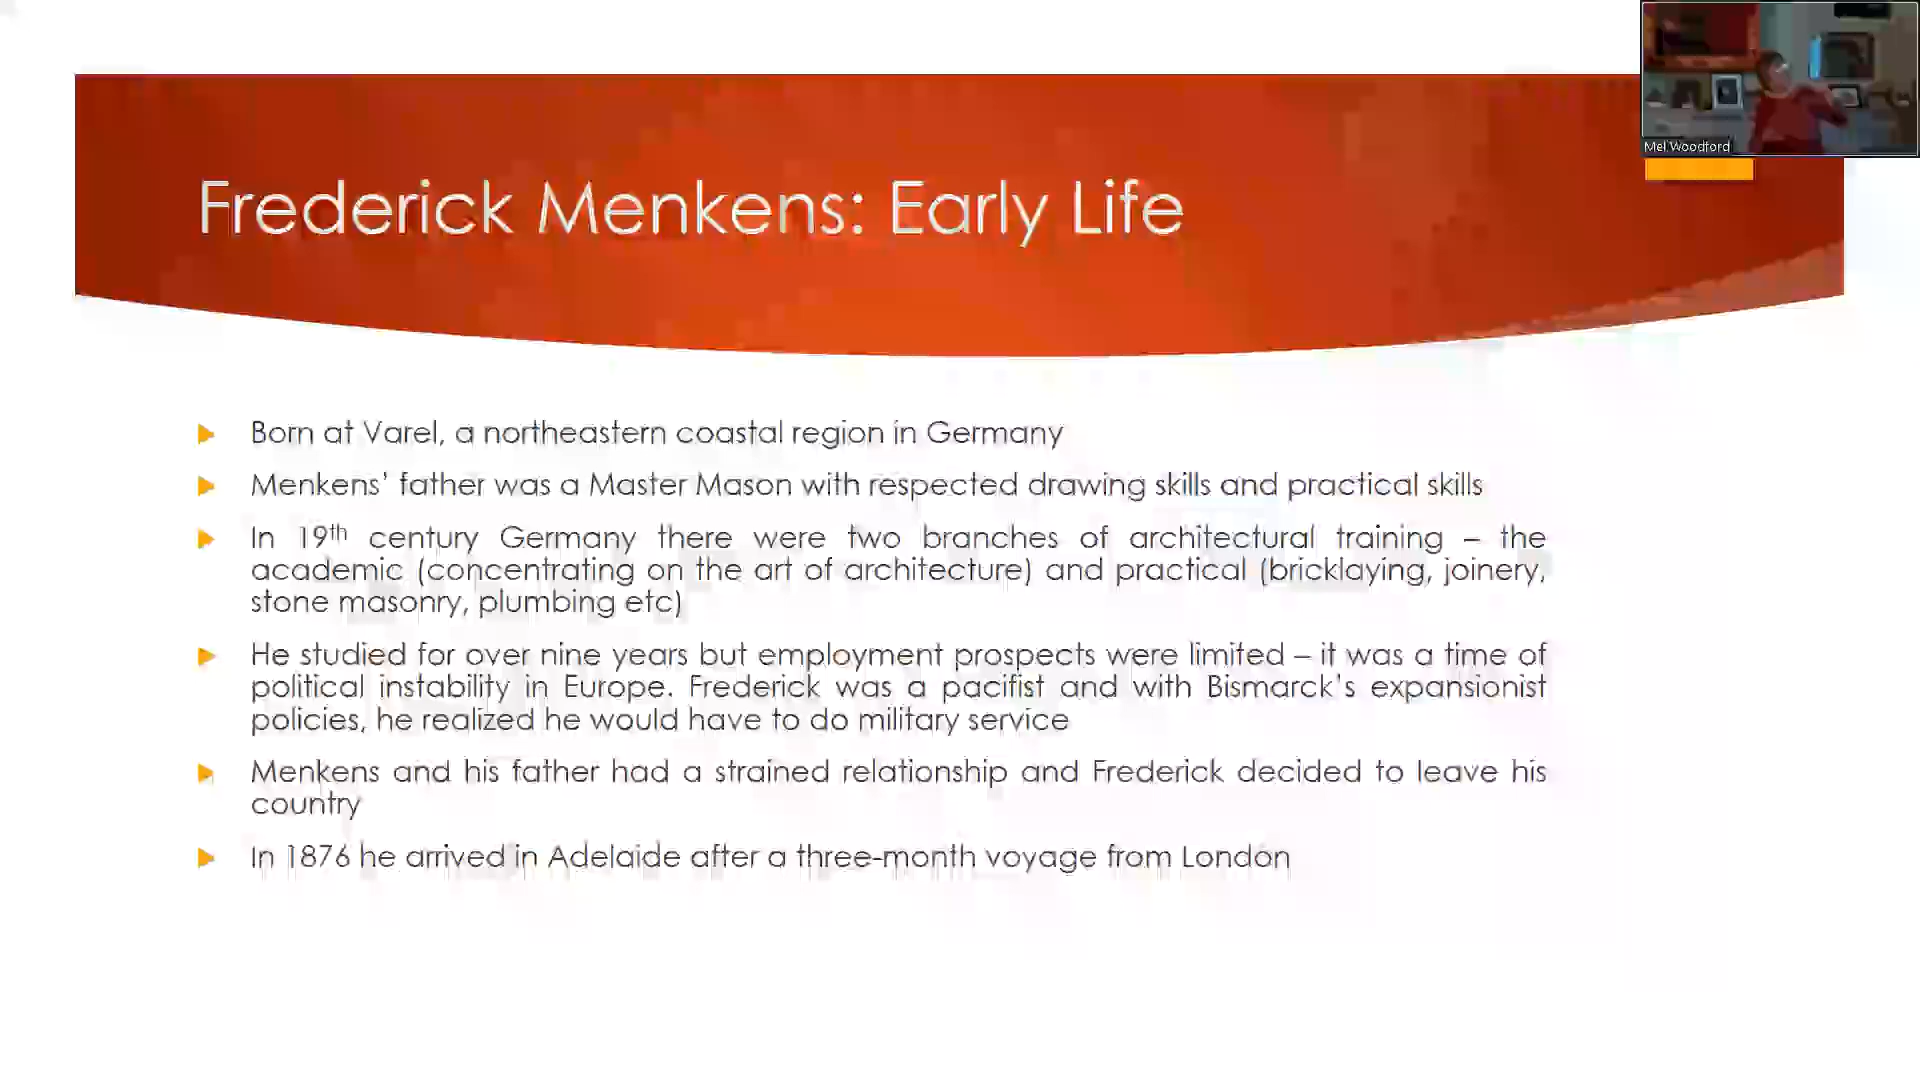 Mel Woodford
Frederick Menkens: Early Life
Born at Varel, a northeastern coastal region in Germany
Menkens' father was a Master Mason with respected drawing skills and practical skills
In 19th century Germany there were two branches of architectural training – the
academic (concentrating on the art of architecture) and practical (bricklaying, joinery,
stone masonry, plumbing etc)
He studied for over nine years but employment prospects were limited – it was a time of
political instability in Europe. Frederick was a pacifist and with Bismarck's expansionist
policies, he realized he would have to do military service
Menkens and his father had a strained relationship and Frederick decided to leave his
country
In 1876 he arrived in Adelaide after a three-month voyage from London